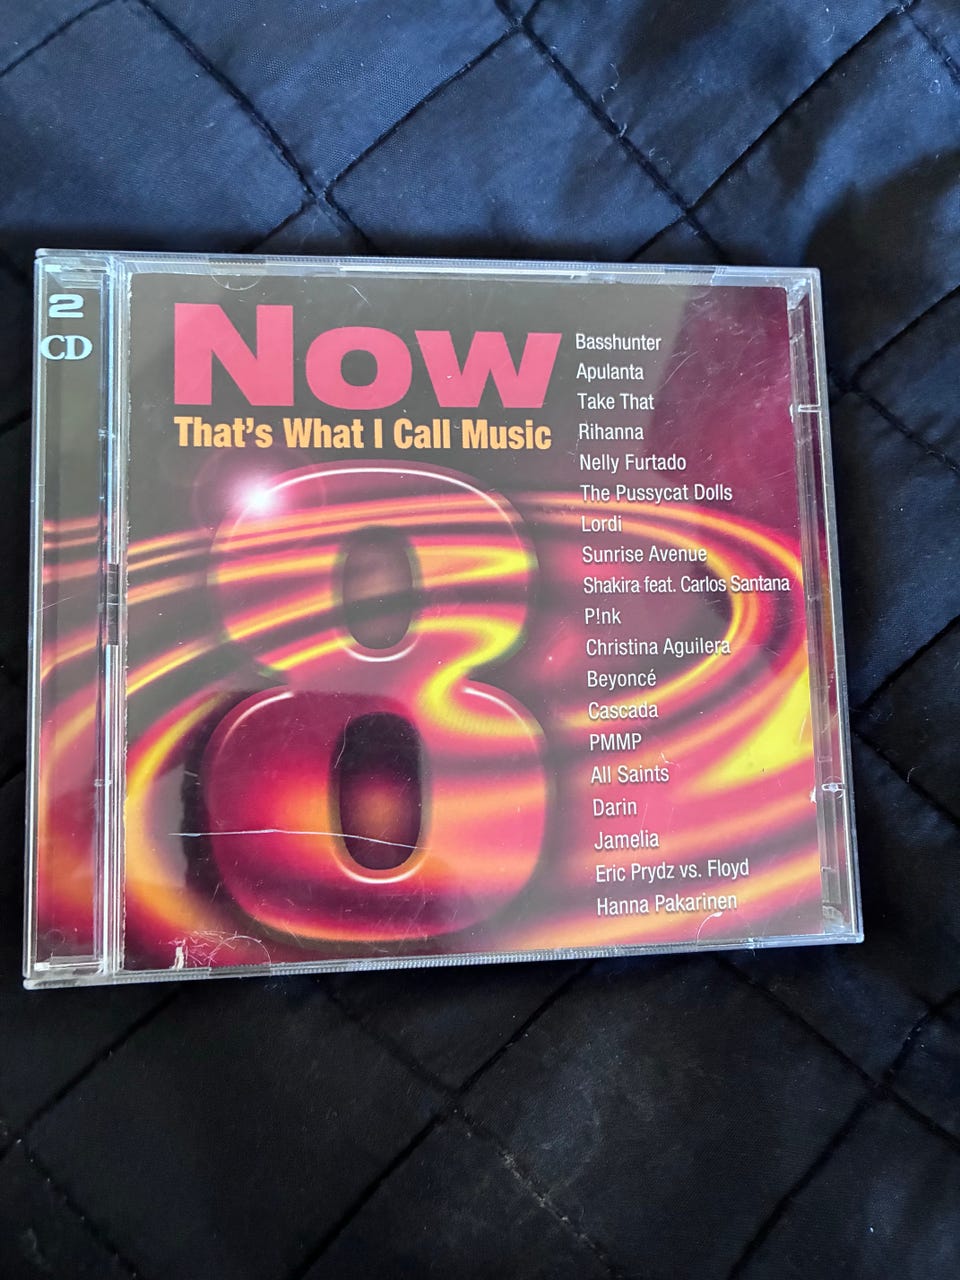 2
CD
Now
That's What I Call Music
8
Basshunter
Apulanta
Take That
Rihanna
Nelly Furtado
The Pussycat Dolls
Lordi
Sunrise Avenue
Shakira feat. Carlos Santana
P!nk
Christina Aguilera
Beyoncé
Cascada
PMMP
All Saints
Darin
Jamelia
Eric Prydz vs. Floyd
Hanna Pakarinen